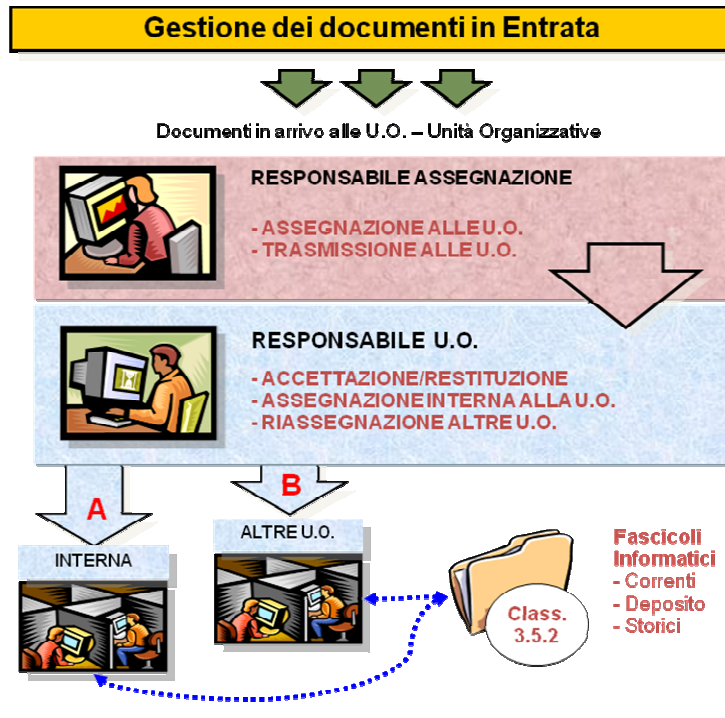 Gestione dei documenti in Entrata
Documenti in arrivo alle U.O. – Unità Organizzative
RESPONSABILE ASSEGNAZIONE
- ASSEGNAZIONE ALLE U.O.
- TRASMISSIONE ALLE U.O.
RESPONSABILE U.O.
- ACCETTAZIONE/RESTITUZIONE
- ASSEGNAZIONE INTERNA ALLA U.O.
- RIASSEGNAZIONE ALTRE U.O.
A
B
INTERNA
ALTRE U.O.
Class.
3.5.2
Fascicoli
Informatici
- Correnti
- Deposito
- Storici